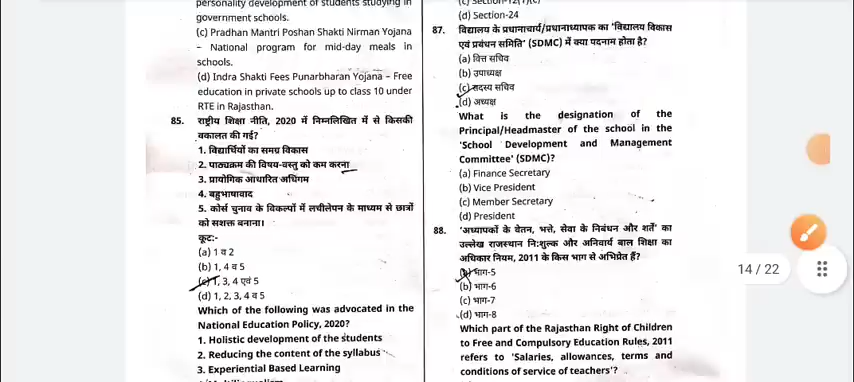 personality development of students studying in
government schools.
(c) Pradhan Mantri Poshan Shakti Nirman Yojana
– National program for mid-day meals in
schools.
(d) Indra Shakti Fees Punarbharan Yojana – Free
education in private schools up to class 10 under
RTE in Rajasthan.
85. राष्ट्रीय शिक्षा नीति, 2020 में निम्नलिखित में से किसकी
वकालत की गई?
1. विद्यार्थियों का समग्र विकास
2. पाठ्यक्रम की विषय-वस्तु को कम करना
3. प्रायोगिक आधारित अधिगम
4. बहुभाषावाद
5. कोर्स चुनाव के विकल्पों में लचीलेपन के माध्यम से छात्रों
को सशक्त बनाना।
कूट:-
(a) 1 व 2
(b) 1, 4 व 5
(c) 1, 3, 4 एवं 5
(d) 1, 2, 3, 4 व 5
Which of the following was advocated in the
National Education Policy, 2020?
1. Holistic development of the students
2. Reducing the content of the syllabus
3. Experiential Based Learning
(d) Section-24
87. विद्यालय के प्रधानाचार्य/प्रधानाध्यापक का 'विद्यालय विकास
एवं प्रबंधन समिति' (SDMC) में क्या पदनाम होता है?
(a) वित्त सचिव
(b) उपाध्यक्ष
(c) सदस्य सचिव
(d) अध्यक्ष
What is the designation of the
Principal/Headmaster of the school in the
'School Development and Management
Committee' (SDMC)?
(a) Finance Secretary
(b) Vice President
(c) Member Secretary
(d) President
88. 'अध्यापकों के वेतन, भत्ते, सेवा के निबंधन और शर्तें' का
उल्लेख राजस्थान नि:शुल्क और अनिवार्य बाल शिक्षा का
अधिकार नियम, 2011 के किस भाग से अभिप्रेत हैं?
(a) भाग-5
(b) भाग-6
(c) भाग-7
(d) भाग-8
Which part of the Rajasthan Right of Children
to Free and Compulsory Education Rules, 2011
refers to 'Salaries, allowances, terms and
conditions of service of teachers'?
14 / 22